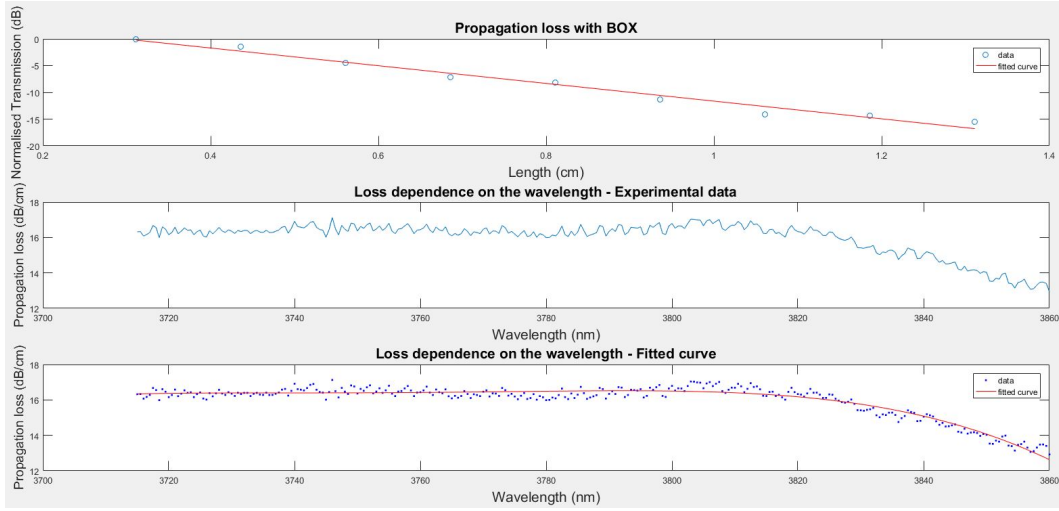 Propagation loss with BOX
Normalised Transmission (dB)
0
-5
-10
-15
-20
data
fitted curve
0.2 0.4 0.6 0.8 1 1.2 1.4
Length (cm)
Loss dependence on the wavelength - Experimental data
Propagation loss (dB/cm)
18
16
14
12
3700 3720 3740 3760 3780 3800 3820 3840 3860
Wavelength (nm)
Loss dependence on the wavelength - Fitted curve
Propagation loss (dB/cm)
18
16
14
12
data
fitted curve
3700 3720 3740 3760 3780 3800 3820 3840 3860
Wavelength (nm)